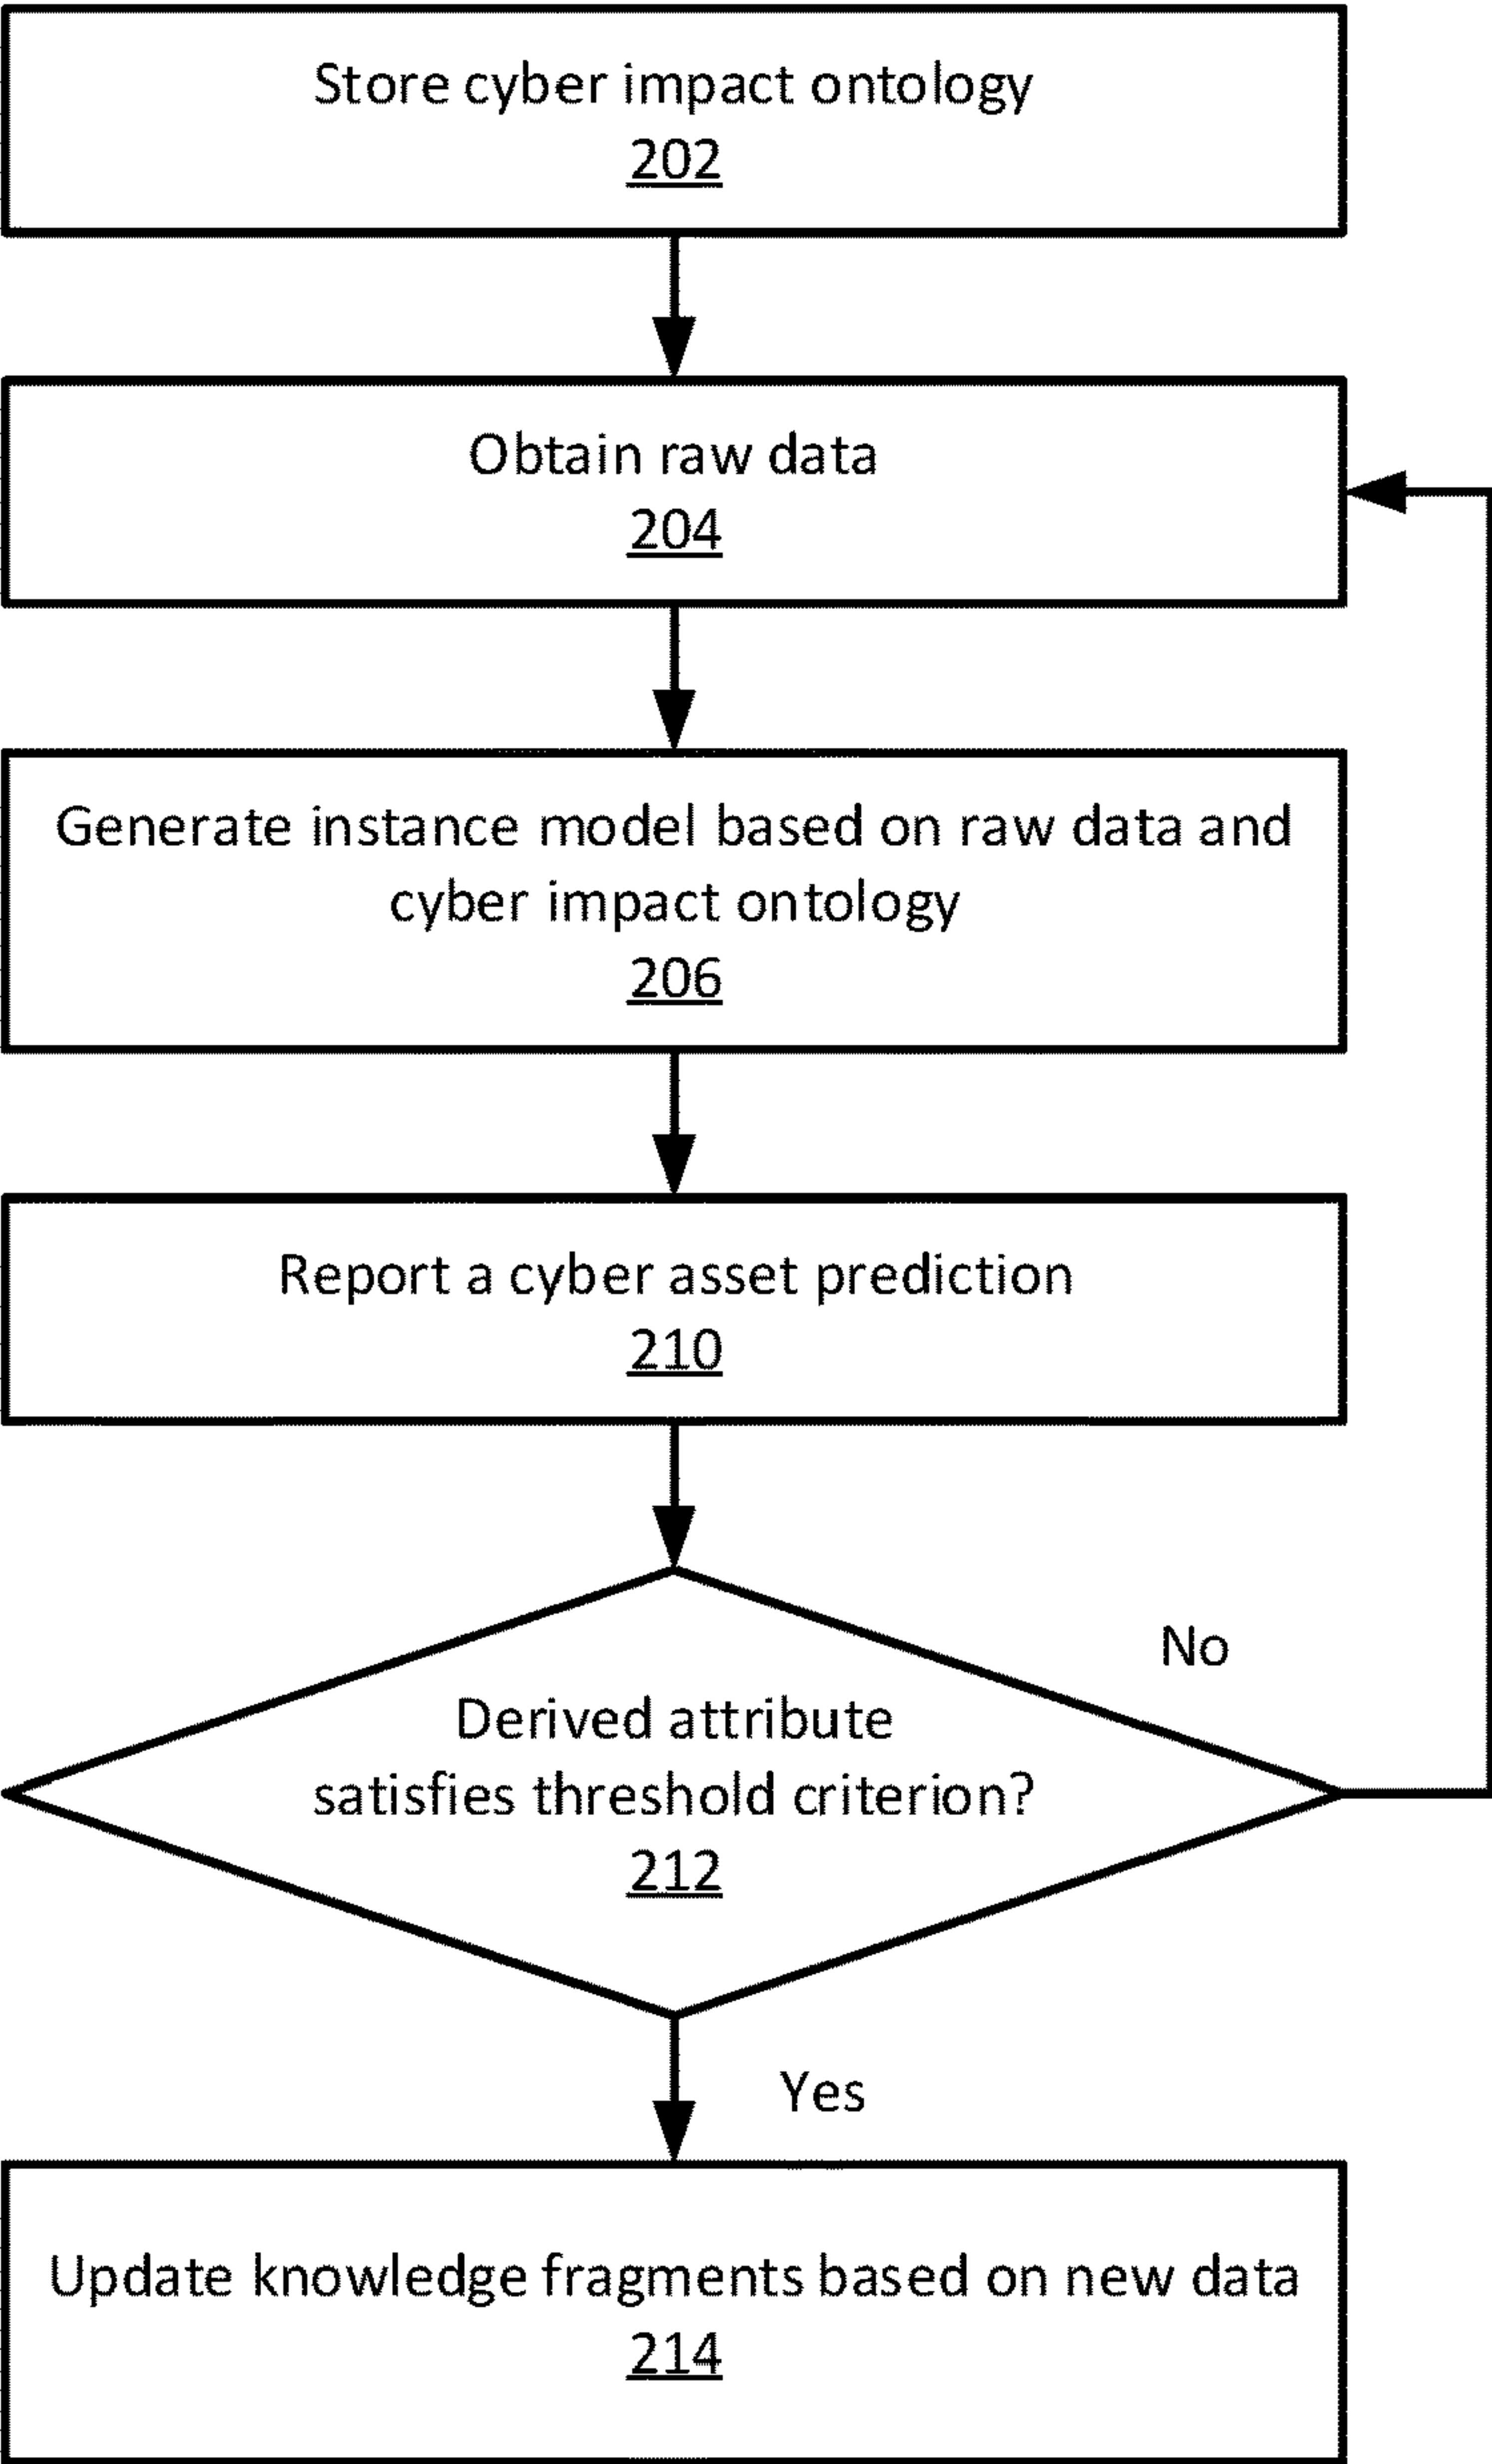 Store cyber impact ontology
202
Obtain raw data
204
Generate instance model based on raw data and
cyber impact ontology
206
Report a cyber asset prediction
210
No
Derived attribute
satisfies threshold criterion?
212
Yes
Update knowledge fragments based on new data
214